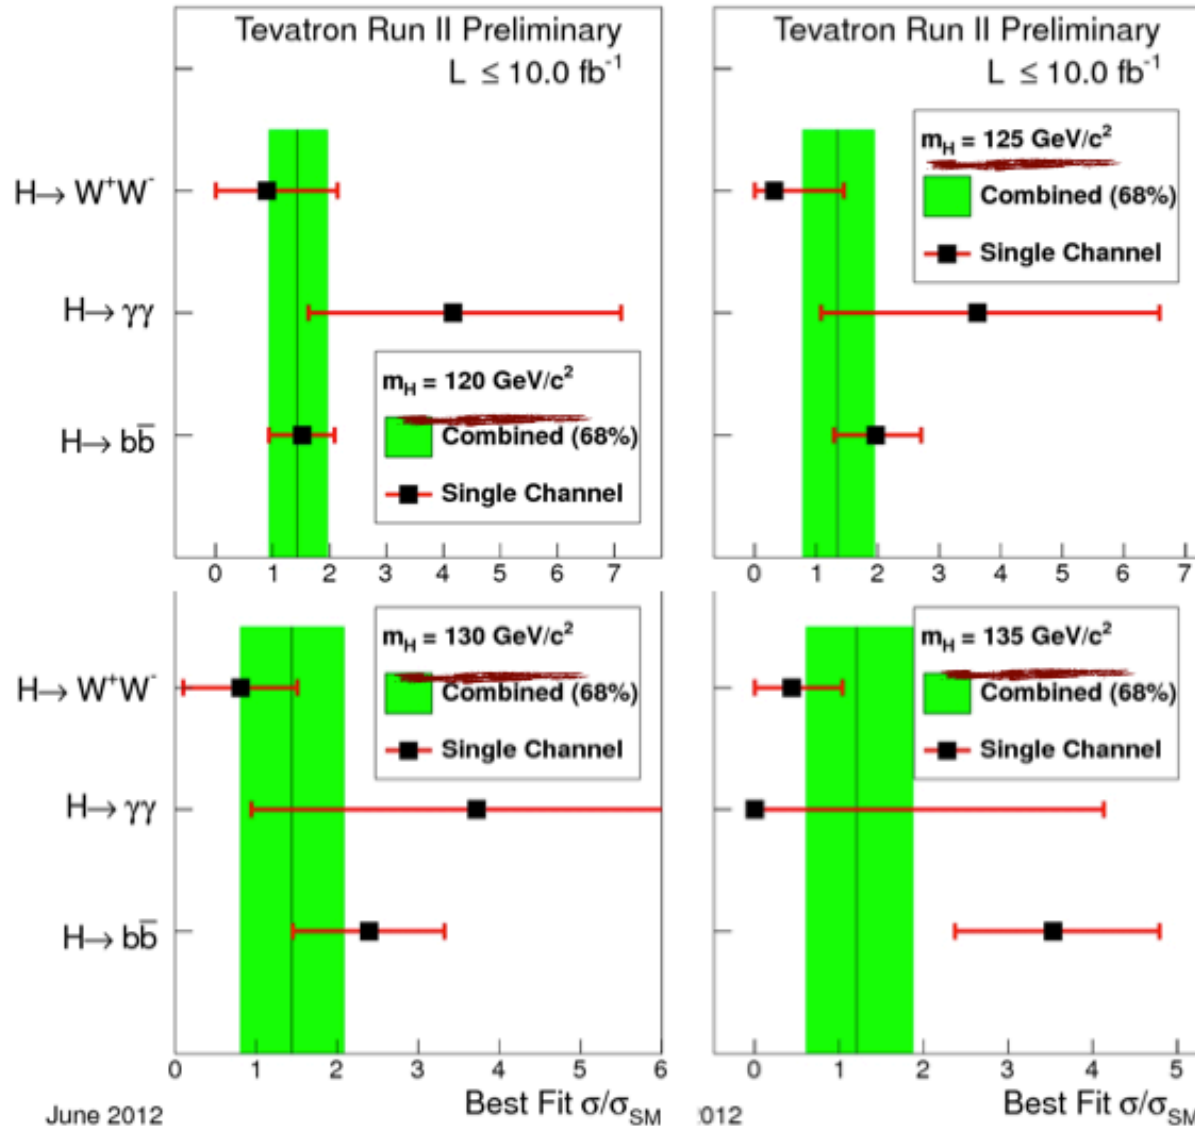 Tevatron Run II Preliminary
L ≤ 10.0 fb⁻¹
H→ W⁺W⁻
H→ γγ
H→ bb̅
m_H = 120 GeV/c²
Combined (68%)
Single Channel
0 1 2 3 4 5 6 7
Tevatron Run II Preliminary
L ≤ 10.0 fb⁻¹
m_H = 125 GeV/c²
Combined (68%)
Single Channel
0 1 2 3 4 5 6 7
H→ W⁺W⁻
H→ γγ
H→ bb̅
m_H = 130 GeV/c²
Combined (68%)
Single Channel
0 1 2 3 4 5 6
June 2012
Best Fit σ/σ_SM
m_H = 135 GeV/c²
Combined (68%)
Single Channel
0 1 2 3 4 5
2012
Best Fit σ/σ_SM